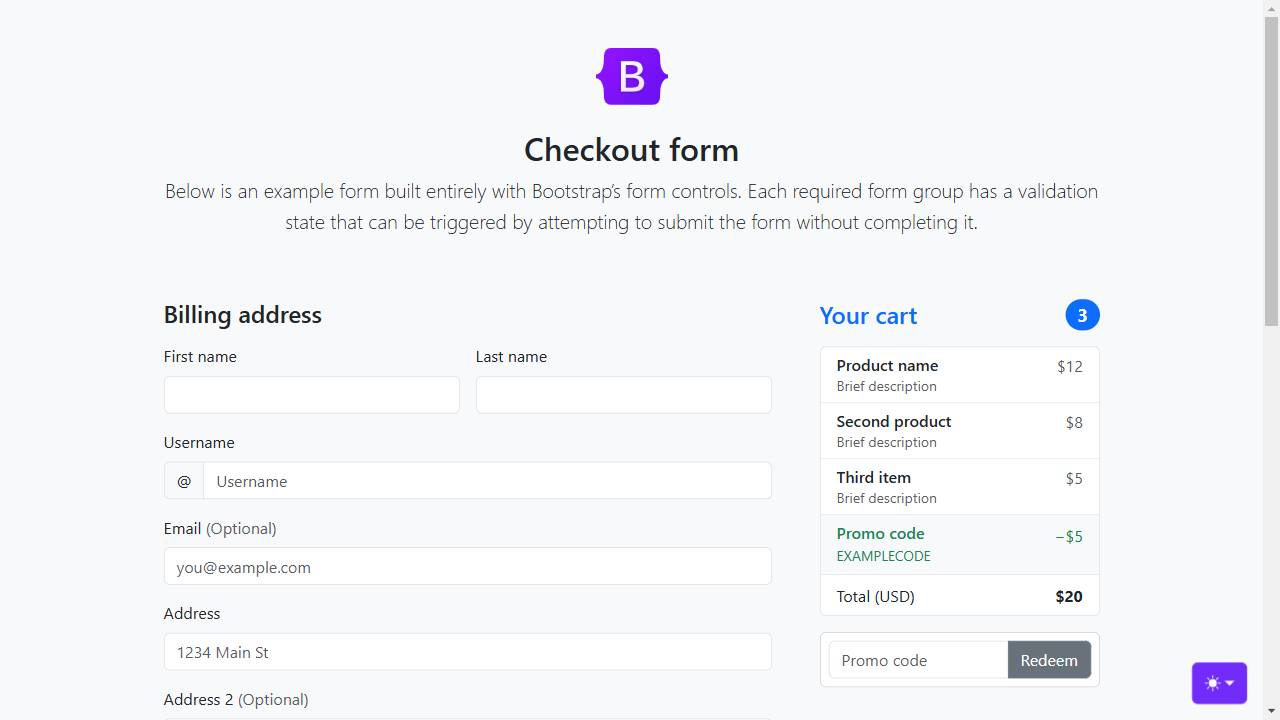 B
Checkout form
Below is an example form built entirely with Bootstrap’s form controls. Each required form group has a validation
state that can be triggered by attempting to submit the form without completing it.
Billing address
First name
Last name
Username
@ Username
Email (Optional)
you@example.com
Address
1234 Main St
Address 2 (Optional)
Your cart 3
Product name $12
Brief description
Second product $8
Brief description
Third item $5
Brief description
Promo code −$5
EXAMPLECODE
Total (USD) $20
Promo code Redeem